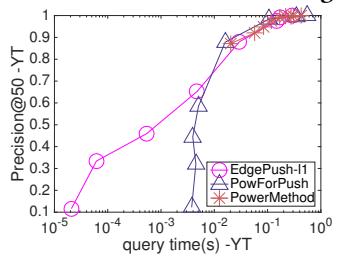 g
Precision@50 -YT
1
0.9
0.8
0.7
0.6
0.5
0.4
0.3
0.2
0.1
EdgePush-l1
PowForPush
PowerMethod
10^-5 10^-4 10^-3 10^-2 10^-1 10^0
query time(s) -YT